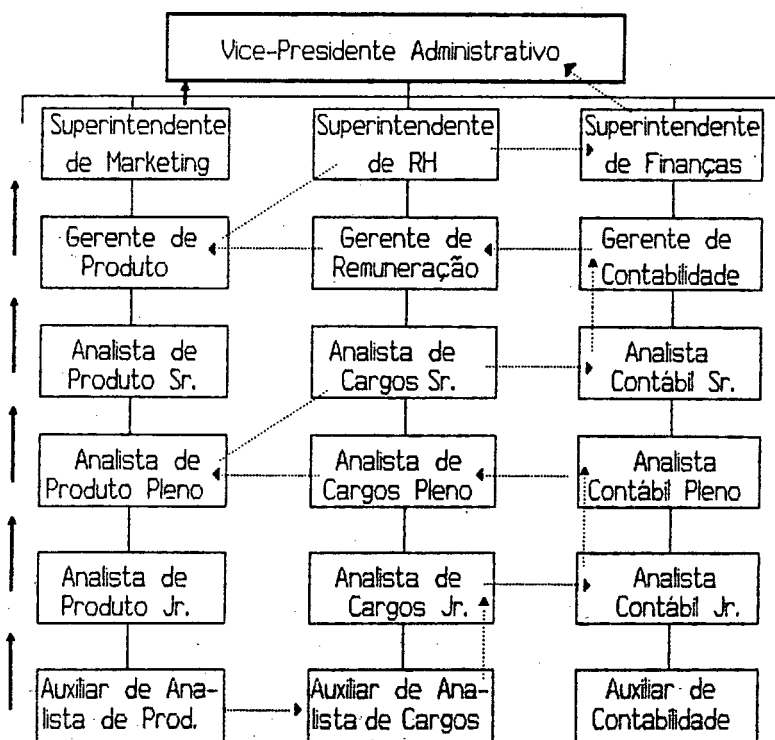 Vice-Presidente Administrativo
Superintendente
de Marketing
Superintendente
de RH
Superintendente
de Finanças
Gerente de
Produto
Gerente de
Remuneração
Gerente de
Contabilidade
Analista de
Produto Sr.
Analista de
Cargos Sr.
Analista
Contábil Sr.
Analista de
Produto Pleno
Analista de
Cargos Pleno
Analista
Contábil Pleno
Analista de
Produto Jr.
Analista de
Cargos Jr.
Analista
Contábil Jr.
Auxiliar de Ana-
lista de Prod.
Auxiliar de Ana-
lista de Cargos
Auxiliar de
Contabilidade